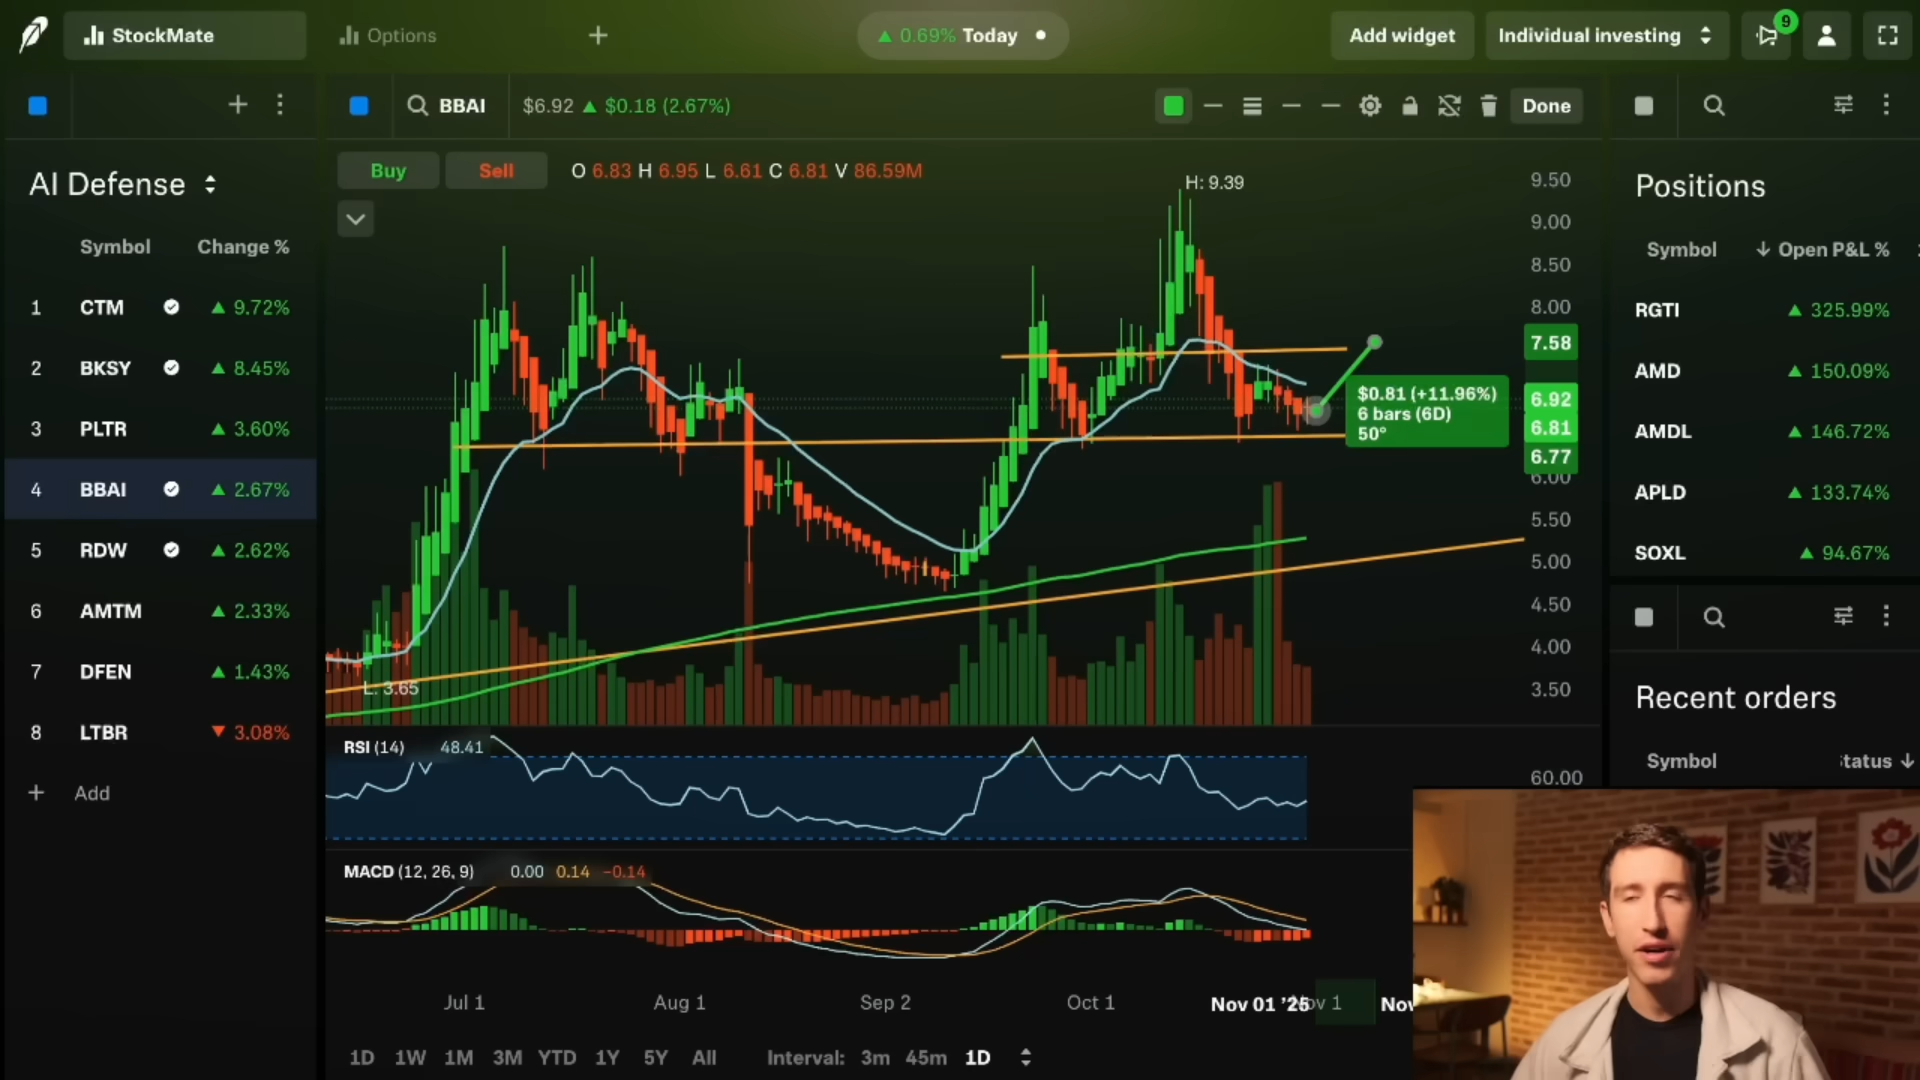 StockMate
Options
0.69% Today
Add widget
Individual investing
9
BBAI
$6.92 ▲ $0.18 (2.67%)
Done
AI Defense
Symbol Change %
1 CTM ▲ 9.72%
2 BKSY ▲ 8.45%
3 PLTR ▲ 3.60%
4 BBAI ▲ 2.67%
5 RDW ▲ 2.62%
6 AMTM ▲ 2.33%
7 DFEN ▲ 1.43%
8 LTBR ▼ 3.08%
+ Add
Buy
Sell
O 6.83 H 6.95 L 6.61 C 6.81 V 86.59M
H: 9.39
L: 3.65
$0.81 (+11.96%)
6 bars (6D)
50°
9.50
9.00
8.50
8.00
7.58
6.92
6.81
6.77
6.00
5.50
5.00
4.50
4.00
3.50
RSI (14) 48.41
60.00
MACD (12, 26, 9) 0.00 0.14 −0.14
Jul 1
Aug 1
Sep 2
Oct 1
Nov 01 '25
Nov 1
Nov
1D 1W 1M 3M YTD 1Y 5Y All
Interval: 3m 45m 1D
Positions
Symbol ↓ Open P&L %
RGTI ▲ 325.99%
AMD ▲ 150.09%
AMDL ▲ 146.72%
APLD ▲ 133.74%
SOXL ▲ 94.67%
Recent orders
Symbol tatus ↓